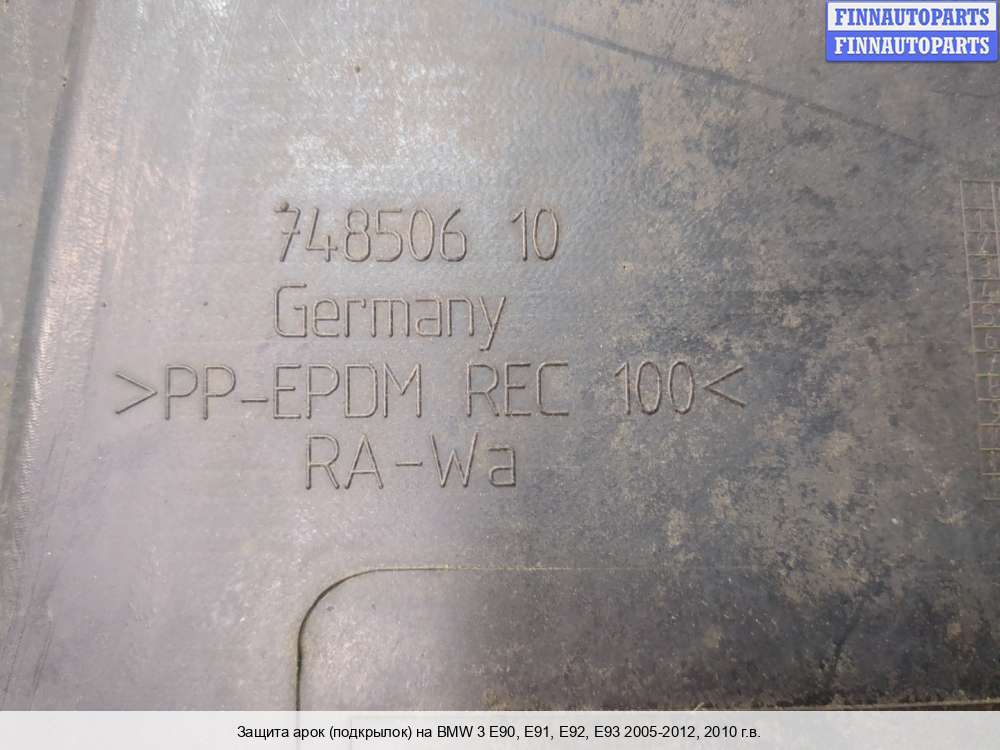 FINNAUTOPARTS
FINNAUTOPARTS
748506 10
Germany
>PP-EPDM REC 100<
RA-Wa
Защита арок (подкрылок) на BMW 3 E90, E91, E92, E93 2005-2012, 2010 г.в.